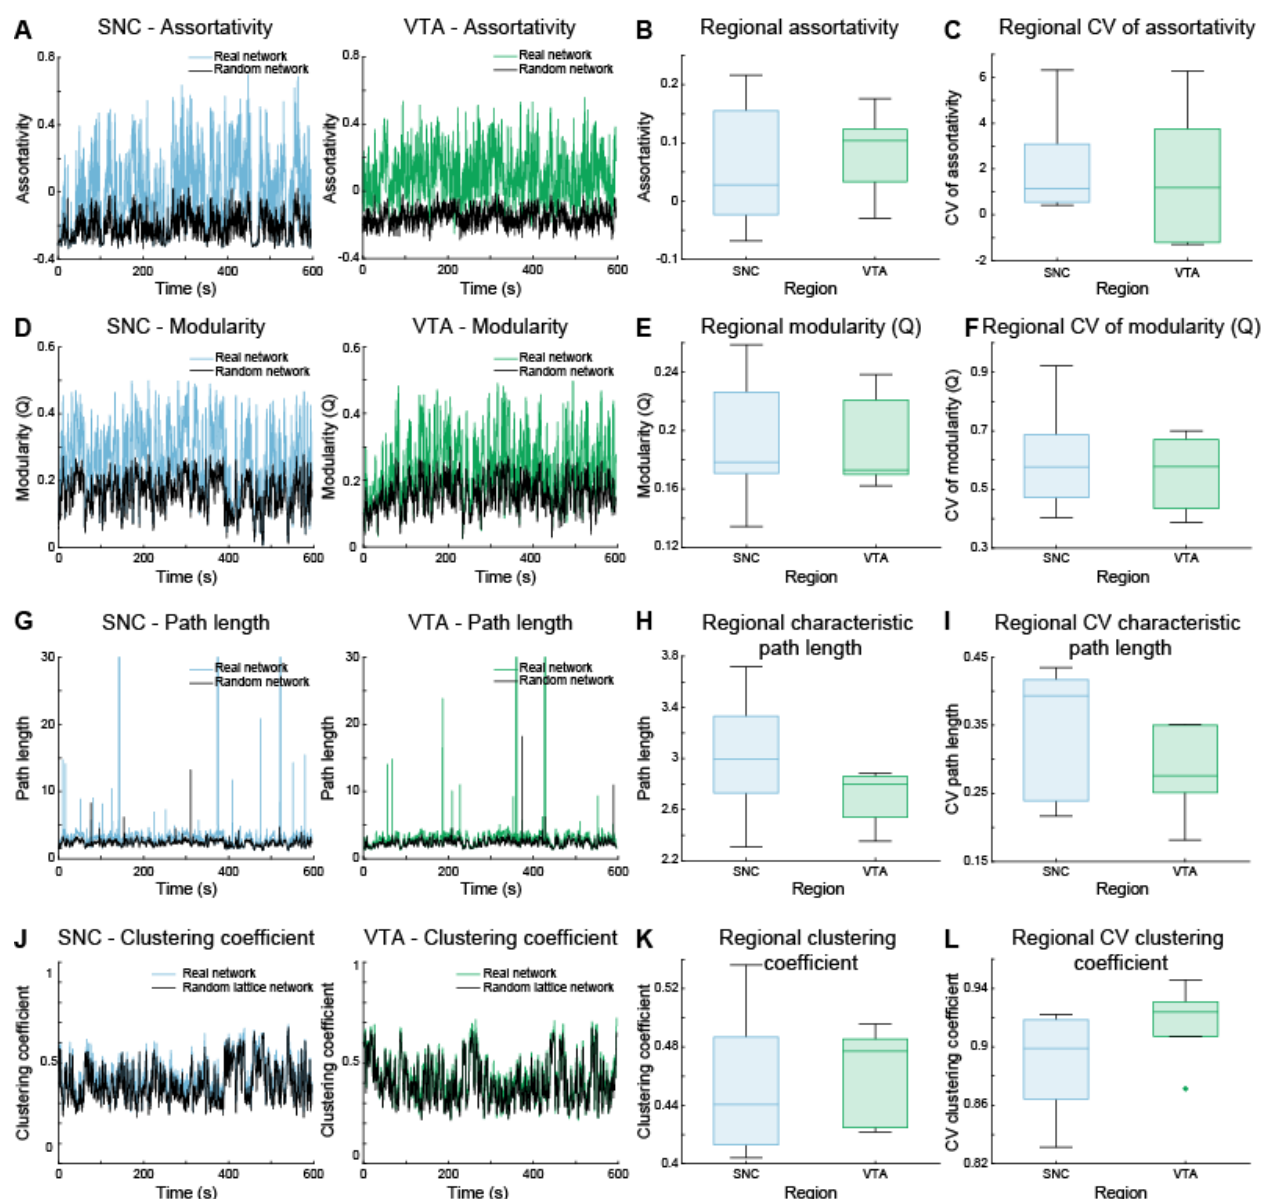 A SNC - Assortativity VTA - Assortativity B Regional assortativity C Regional CV of assortativity
Real network
Random network
0.8
0.4
0
-0.4
Assortativity
0 200 400 600
Time (s)
Real network
Random network
0.8
0.4
0
-0.4
Assortativity
0 200 400 600
Time (s)
0.2
0.1
0
-0.1
Assortativity
SNC VTA
Region
6
4
2
0
-2
CV of assortativity
SNC VTA
Region
D SNC - Modularity VTA - Modularity E Regional modularity (Q) F Regional CV of modularity (Q)
Real network
Random network
0.6
0.4
0.2
0
Modularity (Q)
0 200 400 600
Time (s)
Real network
Random network
0.6
0.4
0.2
0
Modularity (Q)
0 200 400 600
Time (s)
0.24
0.2
0.16
0.12
Modularity (Q)
SNC VTA
Region
0.9
0.7
0.5
0.3
CV of modularity (Q)
SNC VTA
Region
G SNC - Path length VTA - Path length H Regional characteristic I Regional CV characteristic
path length path length
Real network
Random network
30
20
10
0
Path length
0 200 400 600
Time (s)
Real network
Random network
30
20
10
0
Path length
0 200 400 600
Time (s)
3.8
3.4
3
2.6
2.2
Path length
SNC VTA
Region
0.45
0.35
0.25
0.15
CV path length
SNC VTA
Region
J SNC - Clustering coefficient VTA - Clustering coefficient K Regional clustering L Regional CV clustering
coefficient coefficient
Real network
Random lattice network
1
0.5
0
Clustering coefficient
0 200 400 600
Time (s)
Real network
Random lattice network
1
0.5
0
Clustering coefficient
0 200 400 600
Time (s)
0.52
0.48
0.44
0.4
Clustering coefficient
SNC VTA
Region
0.94
0.9
0.86
0.82
CV clustering coefficient
SNC VTA
Region